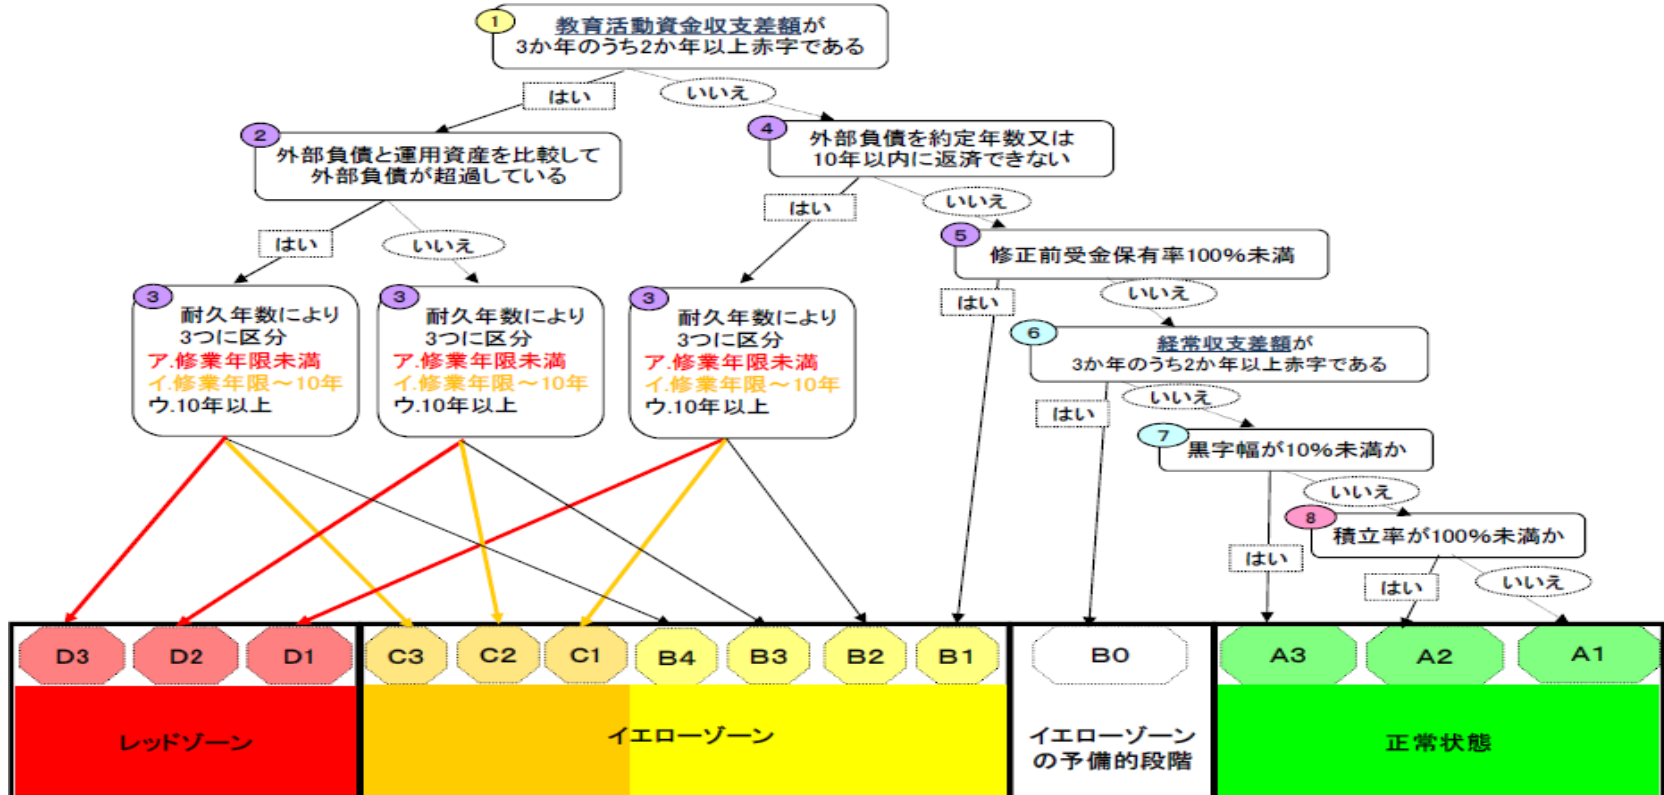 1
教育活動資金収支差額が
3か年のうち2か年以上赤字である
はい
いいえ
2
外部負債と運用資産を比較して
外部負債が超過している
4
外部負債を約定年数又は
10年以内に返済できない
はい
いいえ
はい
いいえ
5
修正前受金保有率100%未満
はい
いいえ
3
耐久年数により
3つに区分
ア.修業年限未満
イ.修業年限～10年
ウ.10年以上
3
耐久年数により
3つに区分
ア.修業年限未満
イ.修業年限～10年
ウ.10年以上
3
耐久年数により
3つに区分
ア.修業年限未満
イ.修業年限～10年
ウ.10年以上
6
経常収支差額が
3か年のうち2か年以上赤字である
はい
いいえ
7
黒字幅が10%未満か
はい
いいえ
8
積立率が100%未満か
はい
いいえ
D3
D2
D1
C3
C2
C1
B4
B3
B2
B1
B0
A3
A2
A1
レッドゾーン
イエローゾーン
イエローゾーン
の予備的段階
正常状態